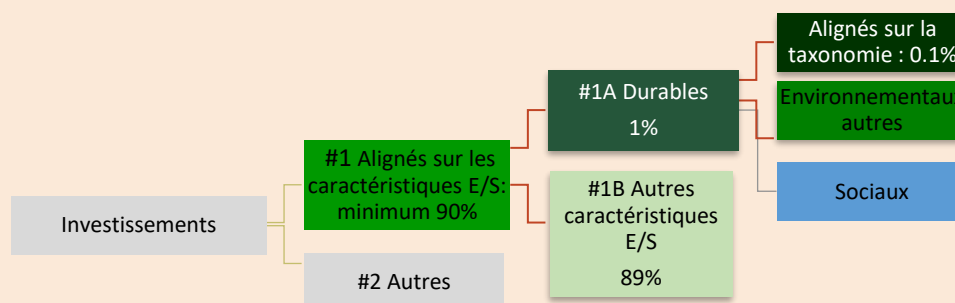 Investissements
#1 Alignés sur les
caractéristiques E/S:
minimum 90%
#2 Autres
#1A Durables
1%
#1B Autres
caractéristiques
E/S
89%
Alignés sur la
taxonomie : 0.1%
Environnementaux
autres
Sociaux